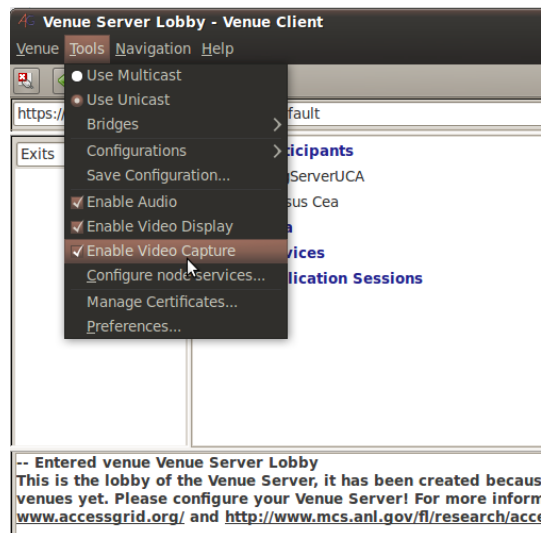 Venue Server Lobby - Venue Client
Venue Tools Navigation Help
Use Multicast
https:// fault
Use Unicast
Bridges
Exits
Configurations
Save Configuration...
Enable Audio
Enable Video Display
Enable Video Capture
Configure node services...
Manage Certificates...
Preferences...
ticipants
gServerUCA
sus Cea
a
vices
lication Sessions
-- Entered venue Venue Server Lobby
This is the lobby of the Venue Server, it has been created becaus
venues yet. Please configure your Venue Server! For more inform
www.accessgrid.org/ and http://www.mcs.anl.gov/fl/research/acce